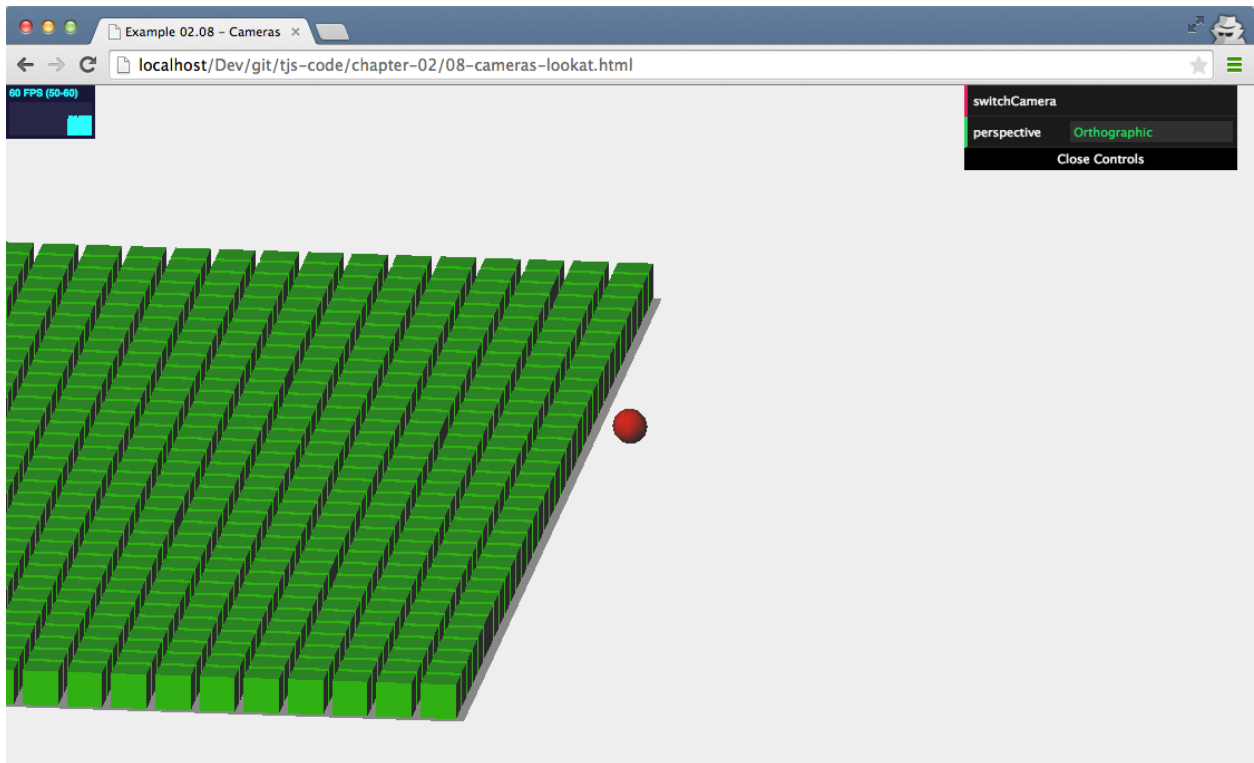 Example 02.08 - Cameras
localhost/Dev/git/tjs-code/chapter-02/08-cameras-lookat.html
60 FPS (50-60)
switchCamera
perspective Orthographic
Close Controls